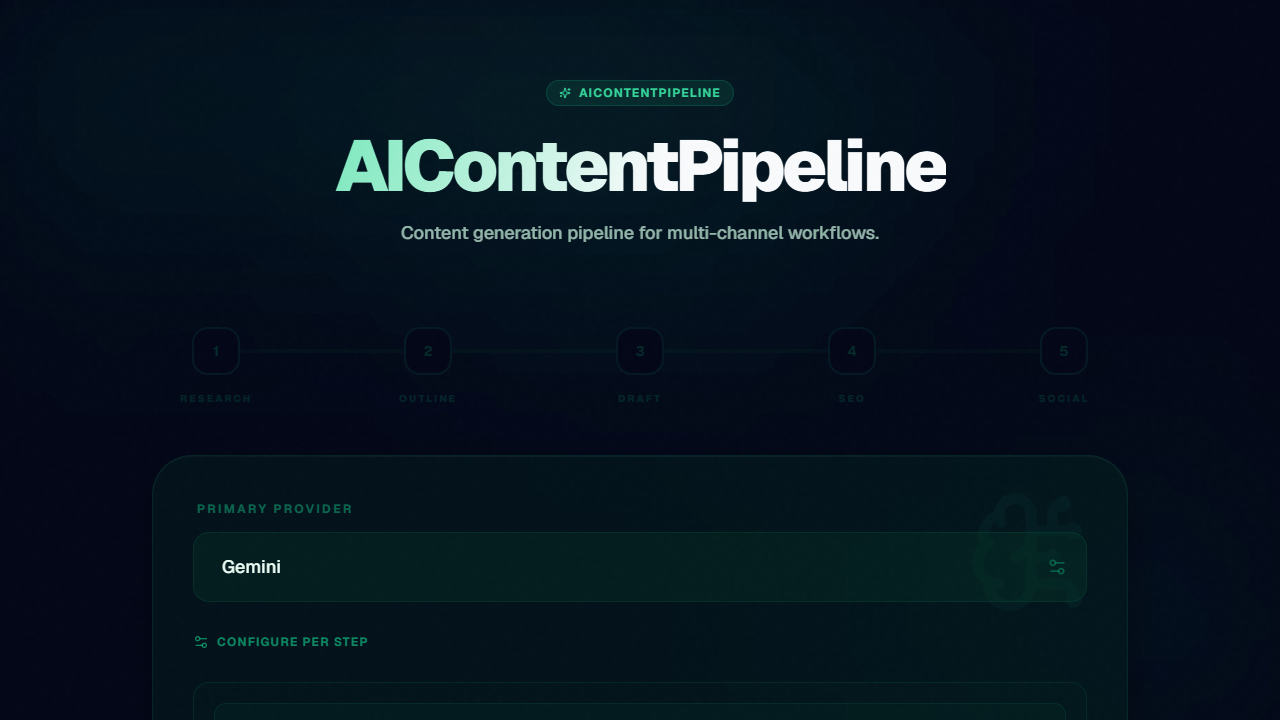 AICONTENTPIPELINE
AIContentPipeline
Content generation pipeline for multi-channel workflows.
1 2 3 4 5
RESEARCH OUTLINE DRAFT SEO SOCIAL
PRIMARY PROVIDER
Gemini
CONFIGURE PER STEP